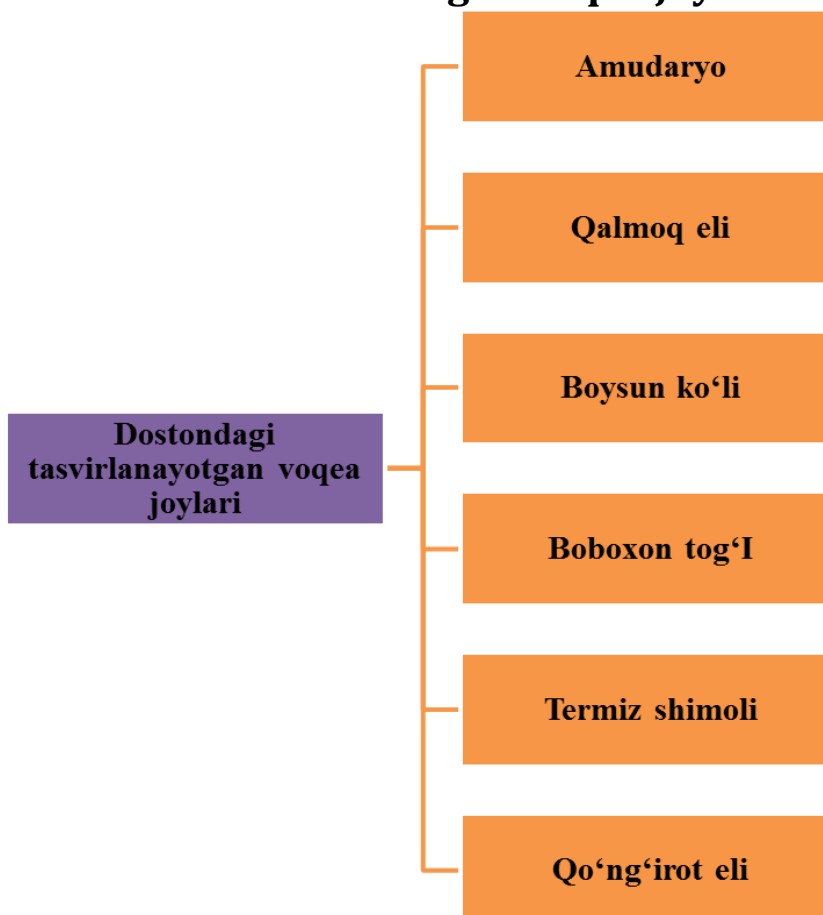 Dostondagi
tasvirlanayotgan voqea
joylari
Amudaryo
Qalmoq eli
Boysun ko‘li
Boboxon tog‘I
Termiz shimoli
Qo‘ng‘irot eli